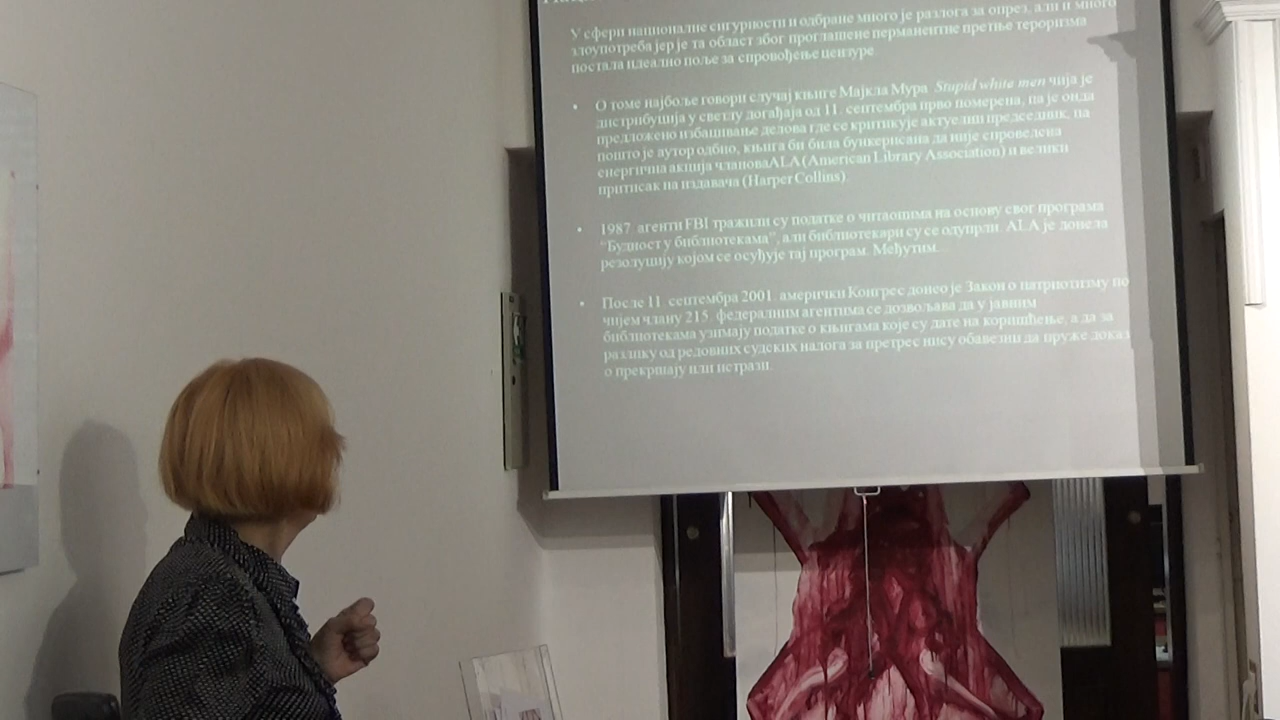 У сфери националне сигурности и одбране много је разлога за опрез, али и много
злоупотреба јер је та област због проглашене перманентне претње тероризма
постала идеално поље за спровођење цензуре
• О томе најбоље говори случај књиге Мајкла Мура Stupid white men чија је
дистрибуција у светлу догађаја од 11. септембра прво померена, па је онда
предложено избацивање делова где се критикује актуелни председник, па
пошто је аутор одбио, књига би била бункерисана да није спроведена
енергична акција члановаALA (American Library Association) и велики
притисак на издавача (Harper Collins).
• 1987. агенти FBI тражили су податке о читаоцима на основу свог програма
“Будност у библиотекама”, али библиотекари су се одупрли. ALA је донела
резолуцију којом се осуђује тај програм. Међутим...
• После 11. септембра 2001. амерички Конгрес донео је Закон о патриотизму по
чијем члану 215. федералним агентима се дозвољава да у јавним
библиотекама узимају податке о књигама које су дате на коришћење, а да за
разлику од редовних судских налога за претрес нису обавезни да пруже доказ
о прекршају или истрази.